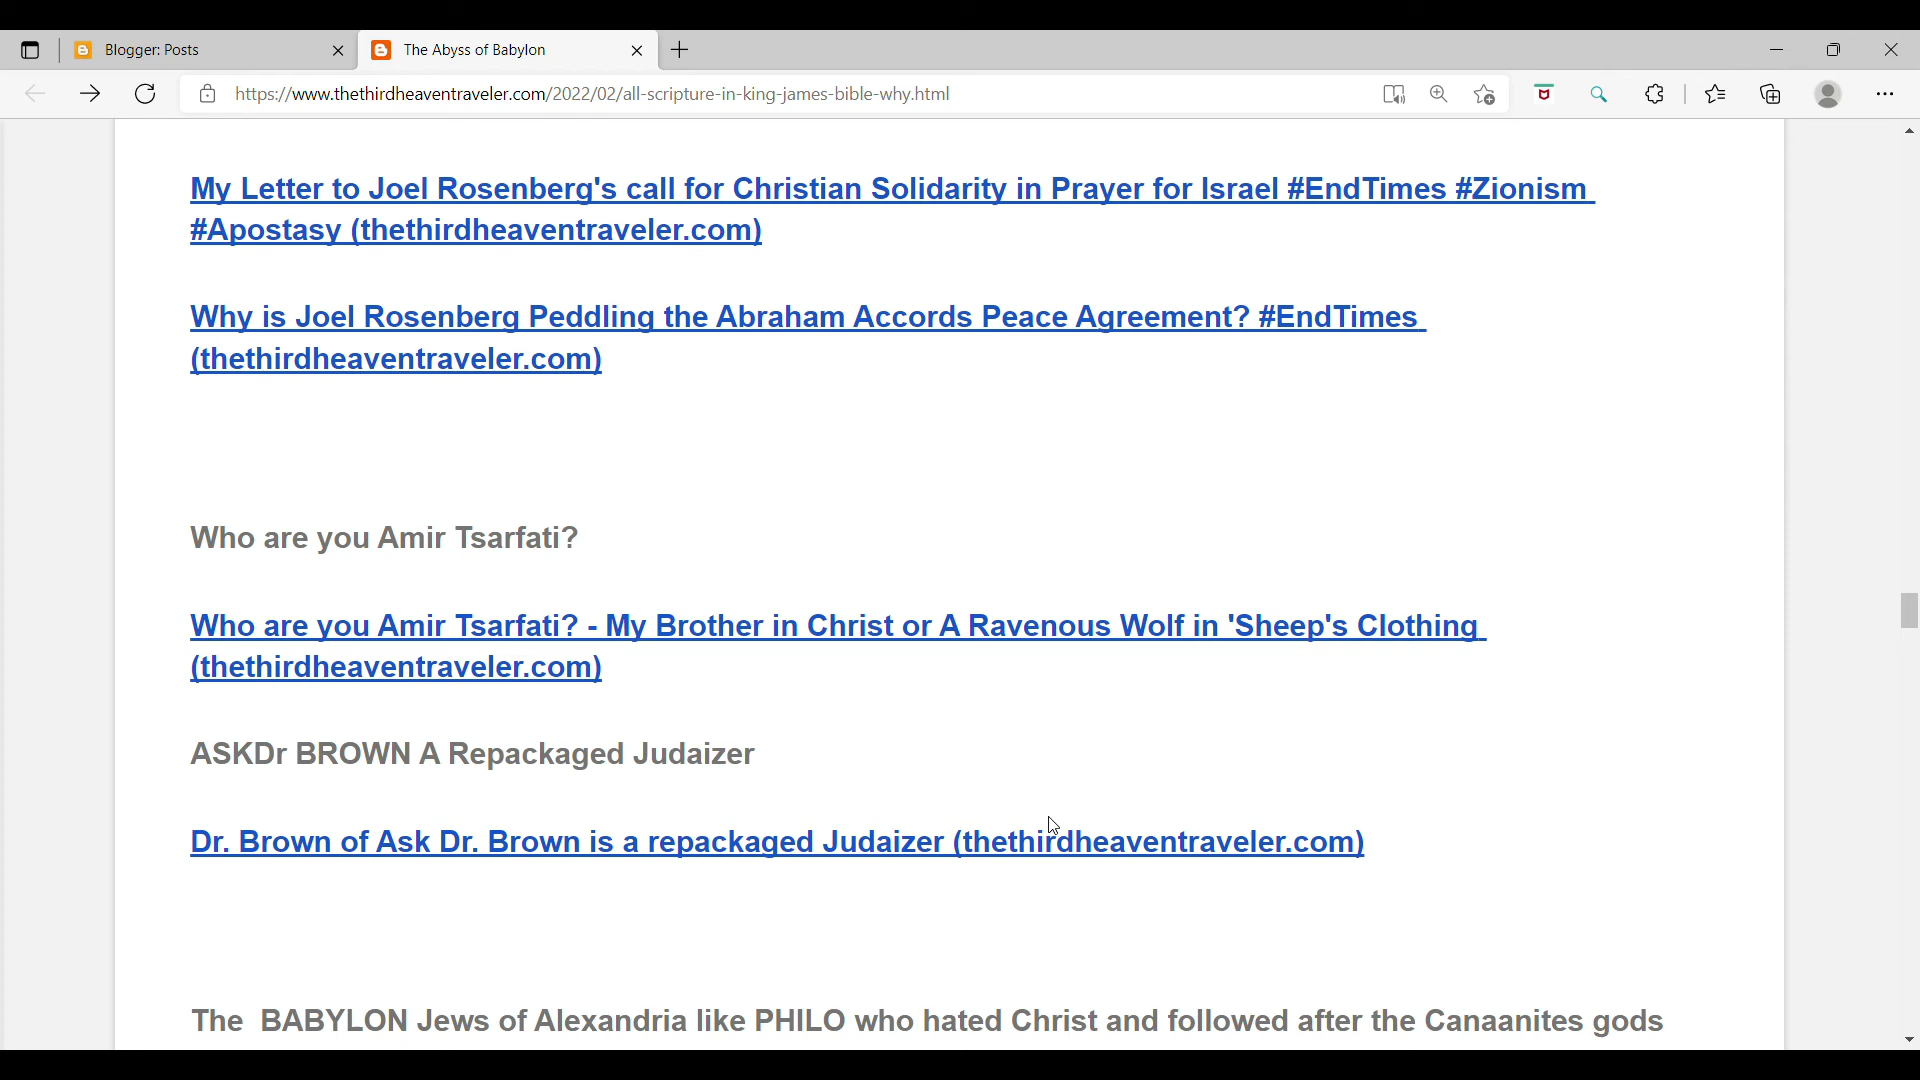 Blogger: Posts
The Abyss of Babylon
https://www.thethirdheaventraveler.com/2022/02/all-scripture-in-king-james-bible-why.html
My Letter to Joel Rosenberg's call for Christian Solidarity in Prayer for Israel #EndTimes #Zionism
#Apostasy (thethirdheaventraveler.com)
Why is Joel Rosenberg Peddling the Abraham Accords Peace Agreement? #EndTimes
(thethirdheaventraveler.com)
Who are you Amir Tsarfati?
Who are you Amir Tsarfati? - My Brother in Christ or A Ravenous Wolf in 'Sheep's Clothing
(thethirdheaventraveler.com)
ASKDr BROWN A Repackaged Judaizer
Dr. Brown of Ask Dr. Brown is a repackaged Judaizer (thethirdheaventraveler.com)
The BABYLON Jews of Alexandria like PHILO who hated Christ and followed after the Canaanites gods